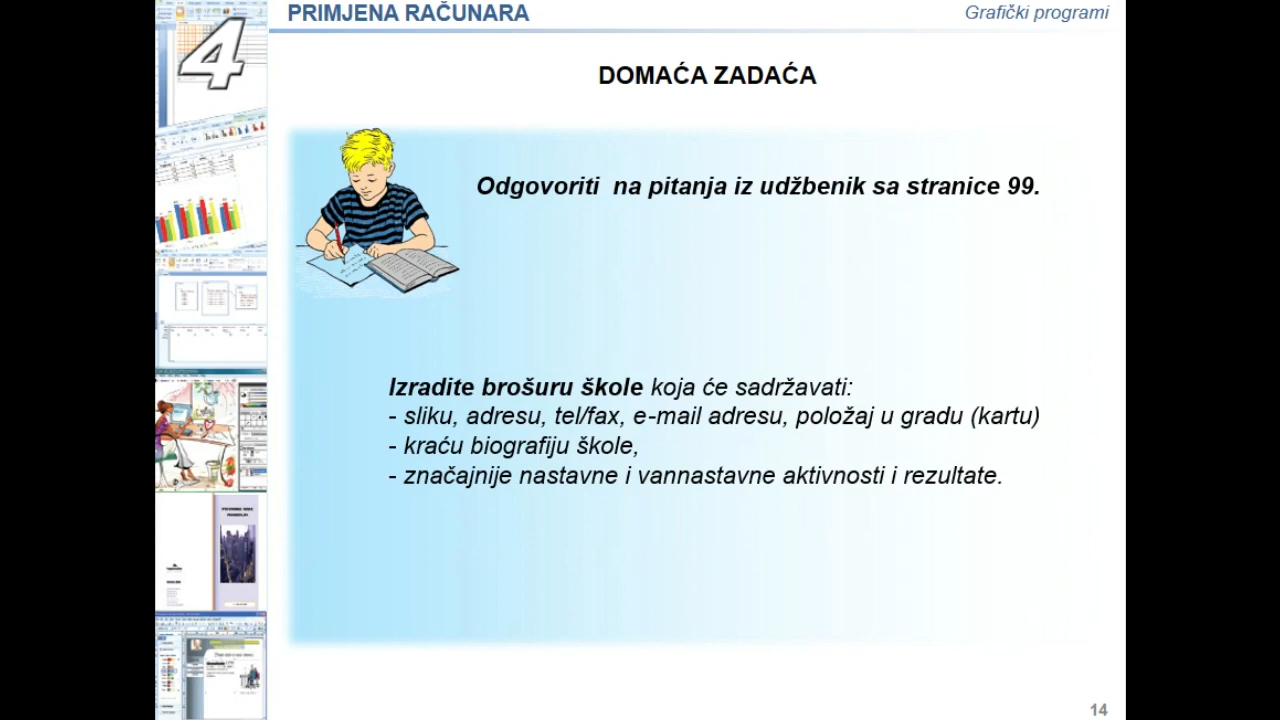 4
PRIMJENA RAČUNARA
Grafički programi
DOMAĆA ZADAĆA
Odgovoriti na pitanja iz udžbenik sa stranice 99.
Izradite brošuru škole koja će sadržavati:
- sliku, adresu, tel/fax, e-mail adresu, položaj u gradu (kartu)
- kraću biografiju škole,
- značajnije nastavne i vannastavne aktivnosti i rezultate.
14